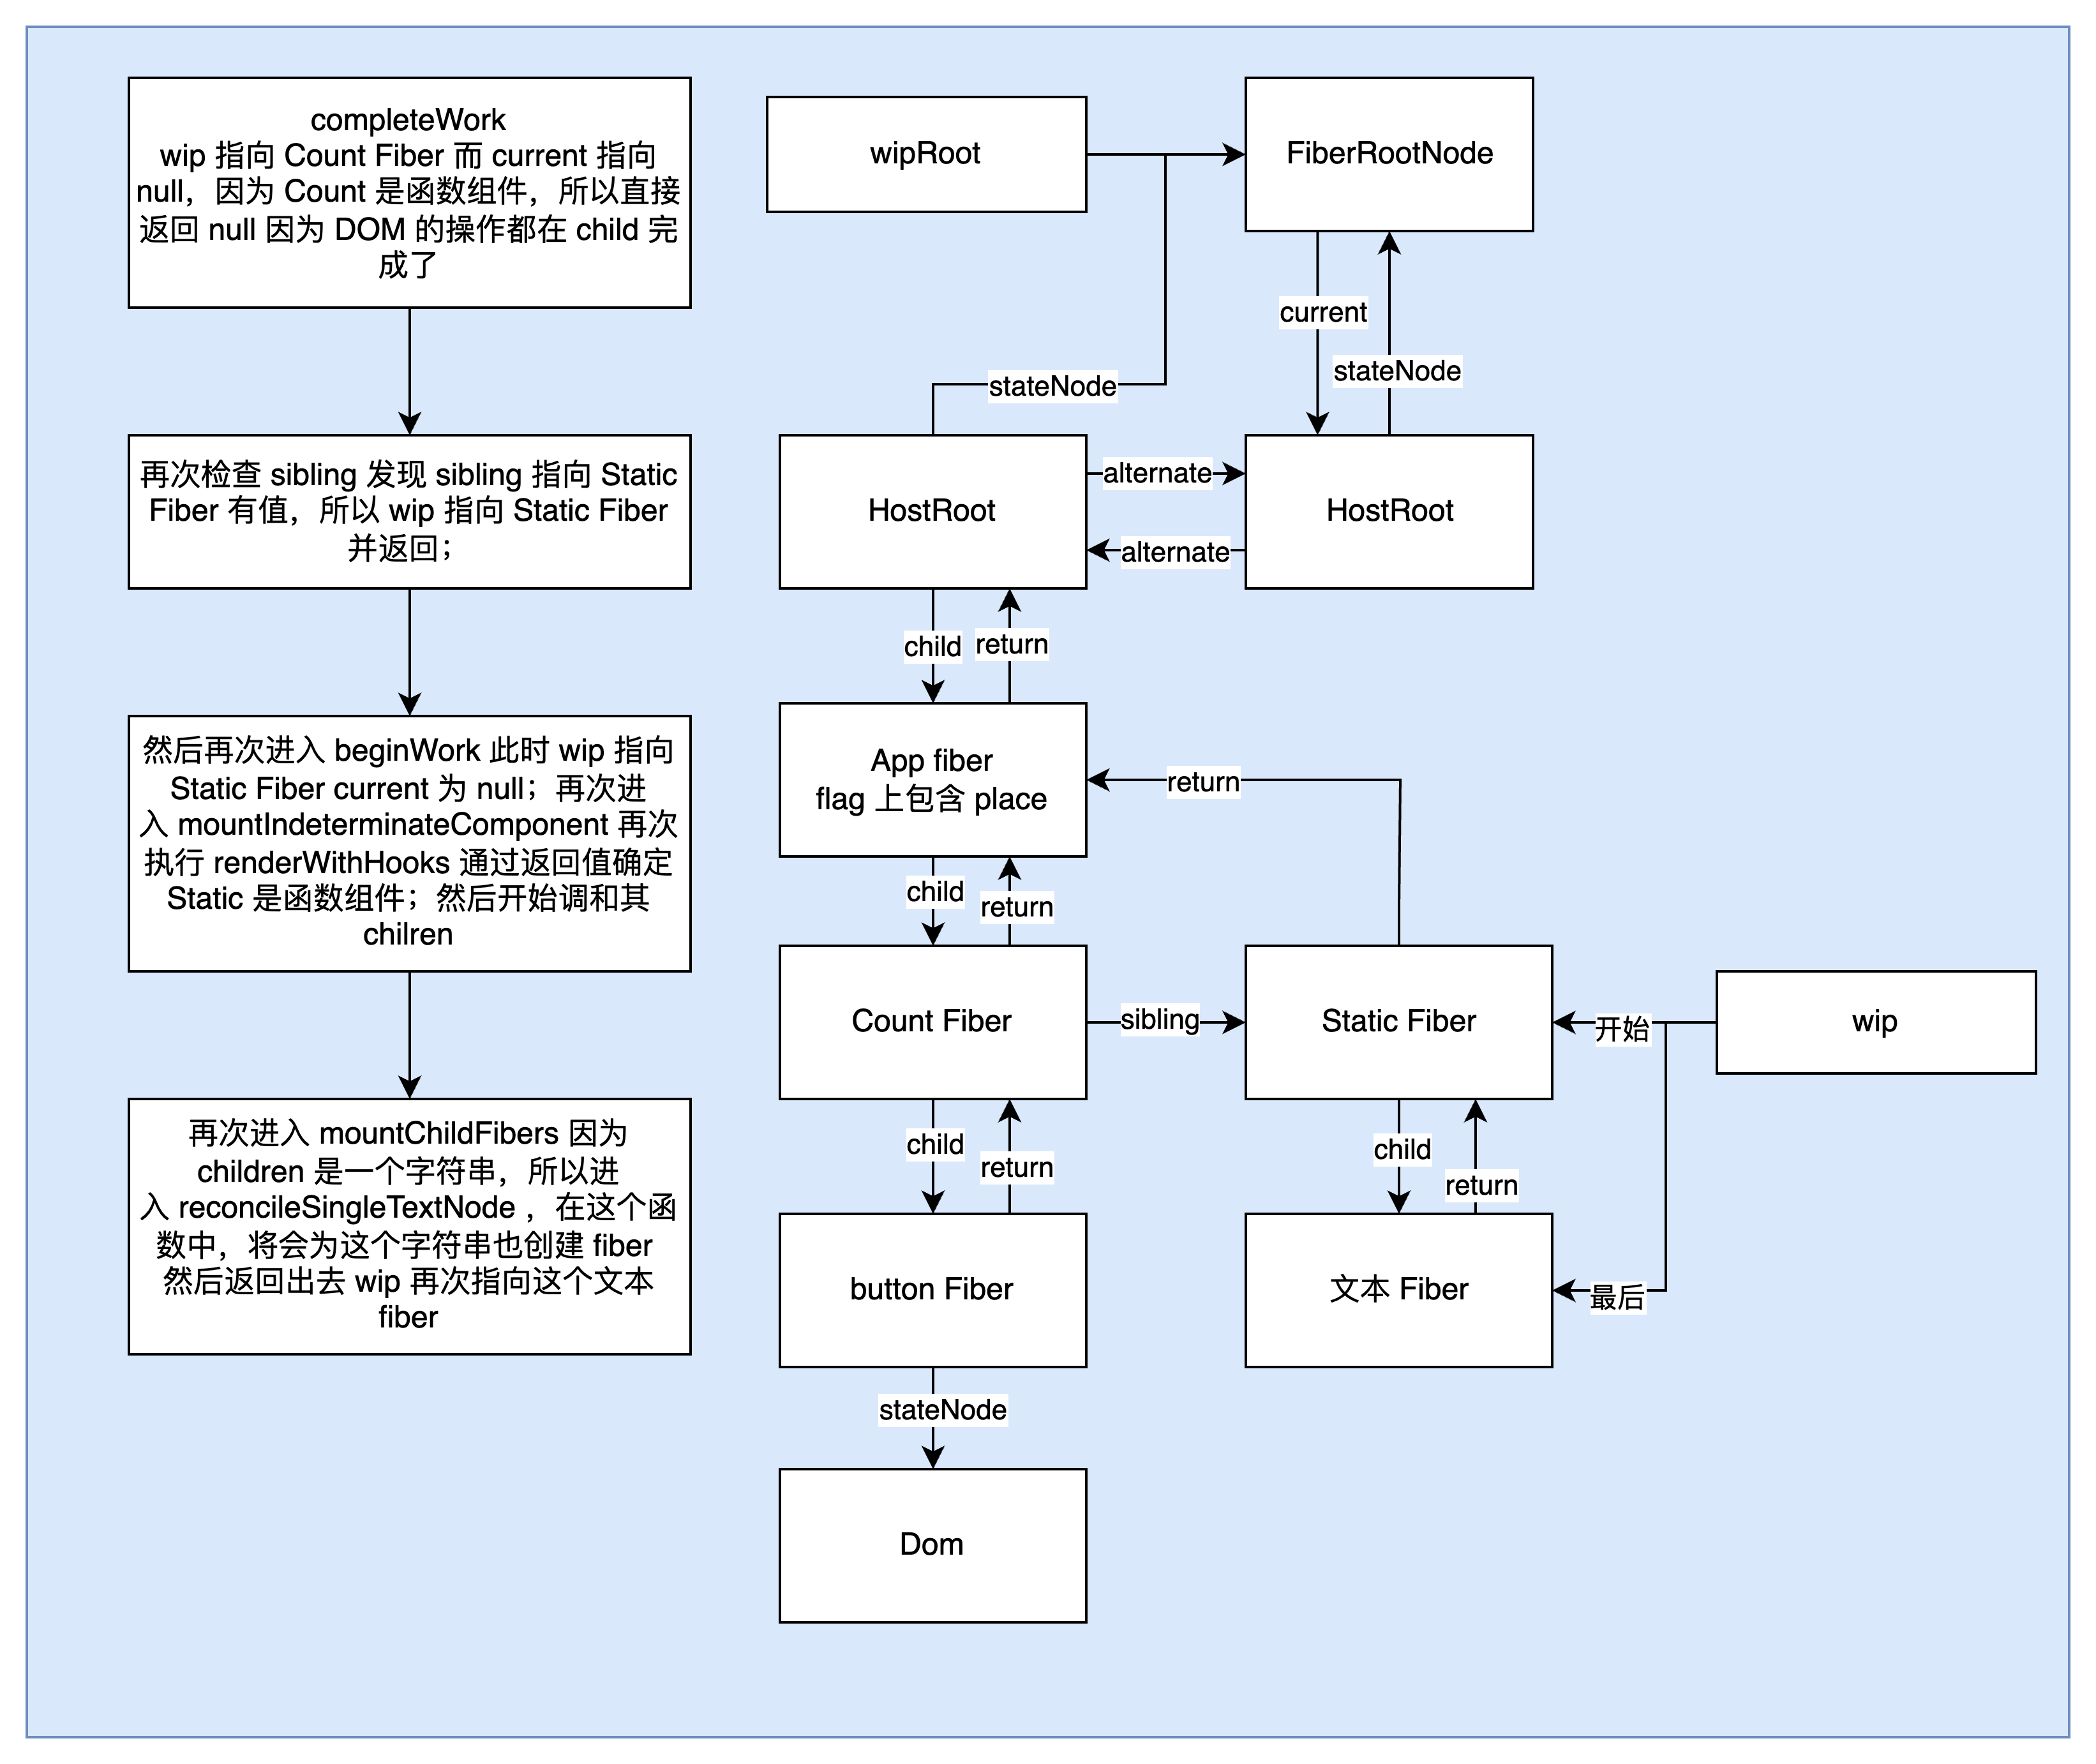 completeWork
wip 指向 Count Fiber 而 current 指向
null，因为 Count 是函数组件，所以直接
返回 null 因为 DOM 的操作都在 child 完
成了
再次检查 sibling 发现 sibling 指向 Static
Fiber 有值，所以 wip 指向 Static Fiber
并返回；
然后再次进入 beginWork 此时 wip 指向
Static Fiber current 为 null；再次进
入 mountIndeterminateComponent 再次
执行 renderWithHooks 通过返回值确定
Static 是函数组件；然后开始调和其
chilren
再次进入 mountChildFibers 因为
children 是一个字符串，所以进
入 reconcileSingleTextNode ，在这个函
数中，将会为这个字符串也创建 fiber
然后返回出去 wip 再次指向这个文本
fiber
wipRoot
FiberRootNode
current
stateNode
stateNode
HostRoot
alternate
alternate
HostRoot
child
return
App fiber
flag 上包含 place
return
child
return
Count Fiber
sibling
Static Fiber
开始
wip
child
return
child
return
button Fiber
文本 Fiber
最后
stateNode
Dom